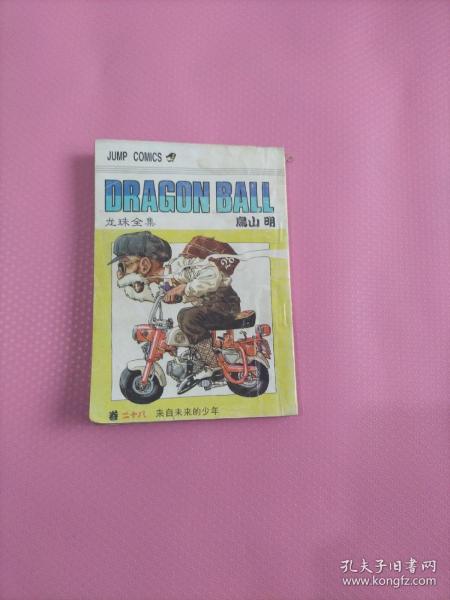 JUMP COMICS
DRAGON BALL
龙珠全集 鳥山明
卷二十八 来自未来的少年
孔夫子旧书网
www.kongfz.com